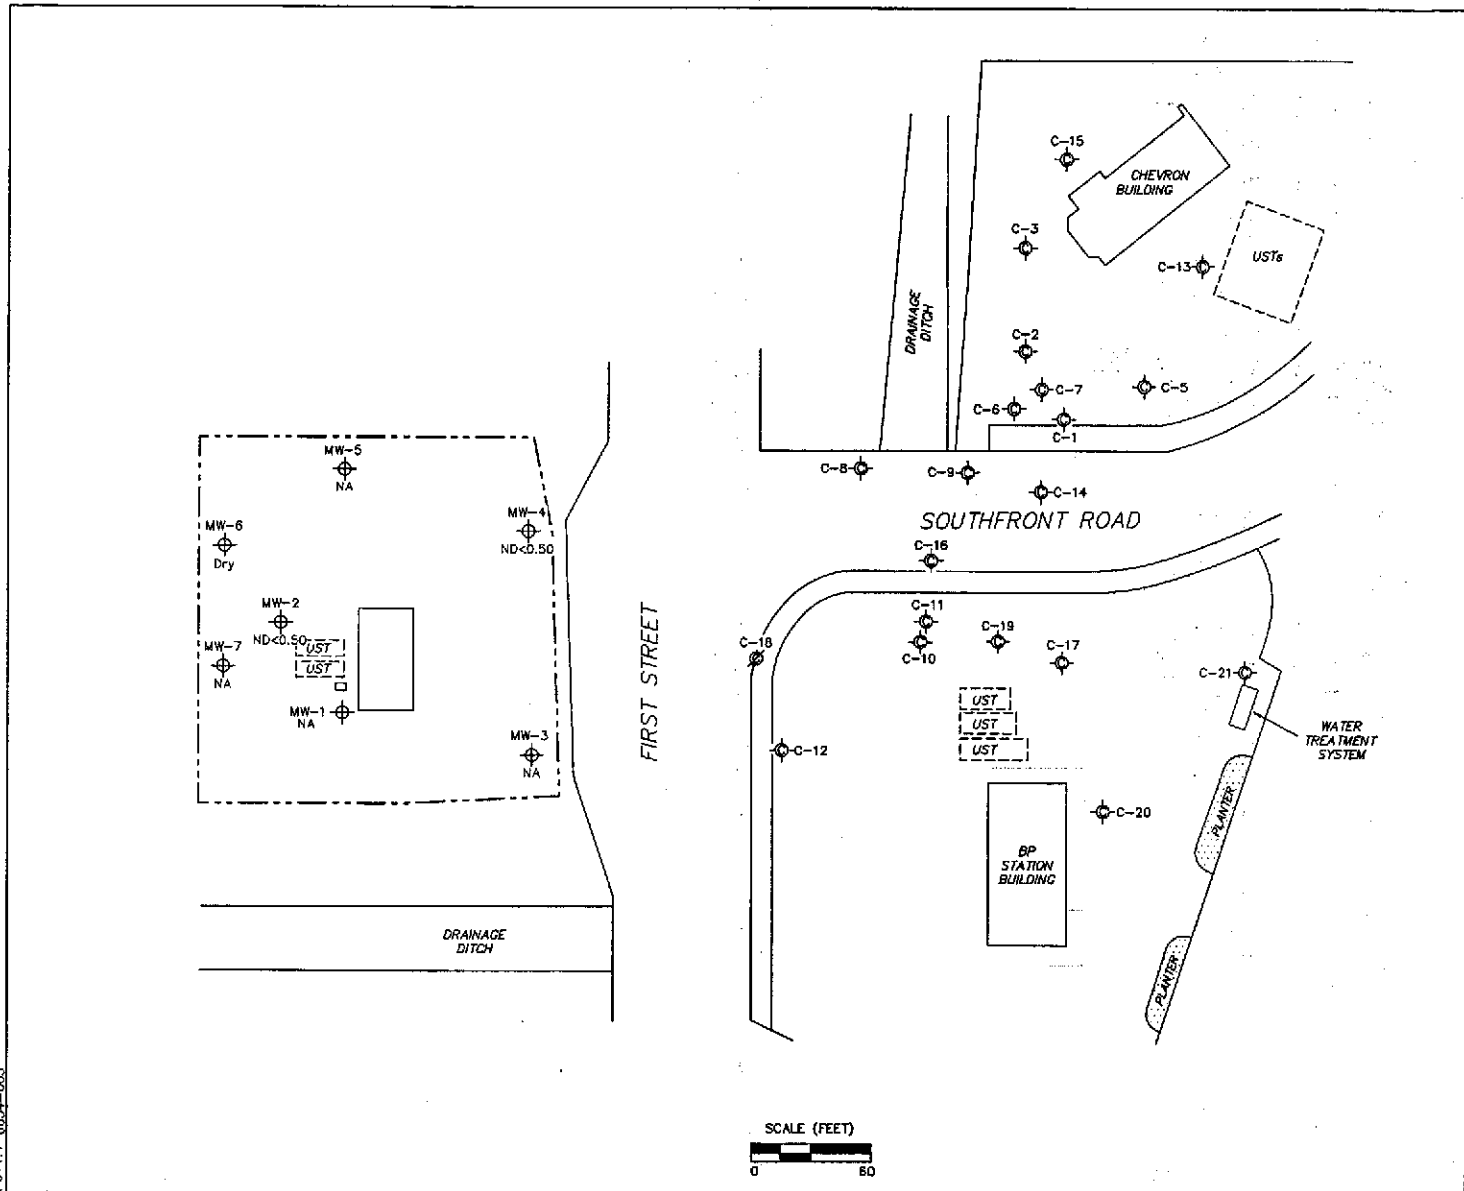 C-15
CHEVRON
BUILDING
C-3
C-13
USTs
DRAINAGE
DITCH
C-2
C-7
C-5
C-6
C-1
C-8
C-9
C-14
SOUTHFRONT ROAD
MW-5
NA
MW-4
ND<0.50
MW-6
Dry
MW-2
ND<0.50
UST
UST
MW-7
NA
MW-1
NA
MW-3
NA
FIRST STREET
C-16
C-11
C-10
C-19
C-17
C-18
C-12
C-21
WATER
TREATMENT
SYSTEM
UST
UST
UST
C-20
BP
STATION
BUILDING
PLANTER
PLANTER
DRAINAGE
DITCH
SCALE (FEET)
0 60